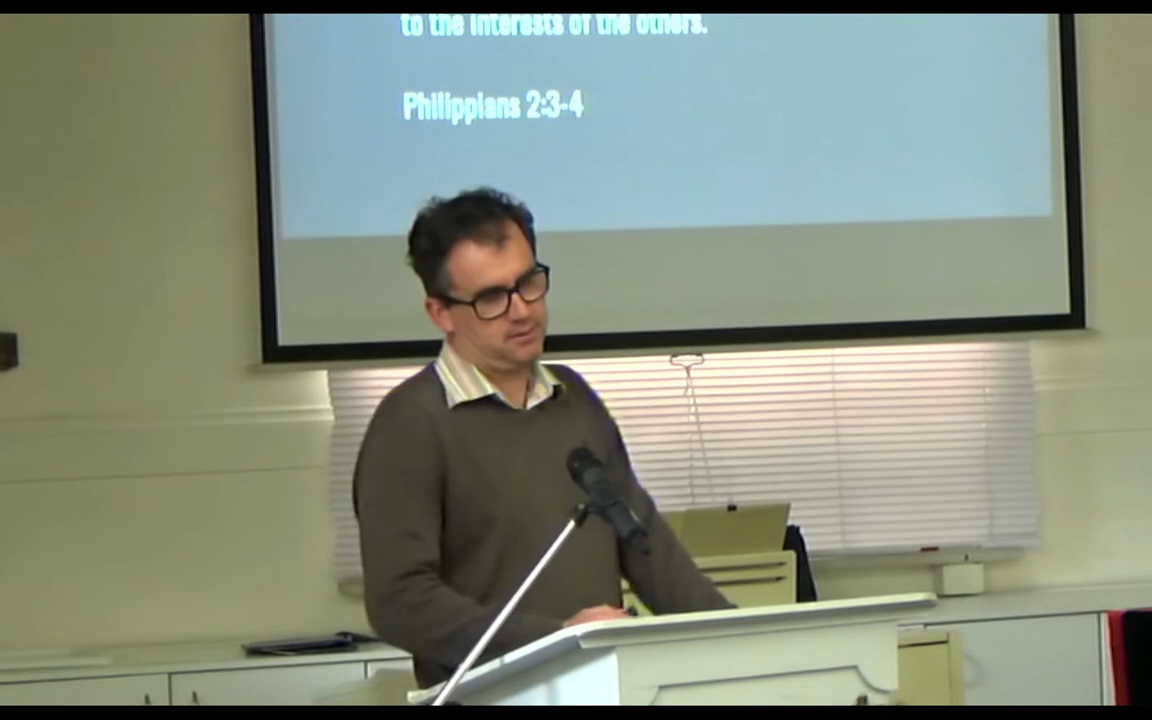 to the interests of the others.
Philippians 2:3-4